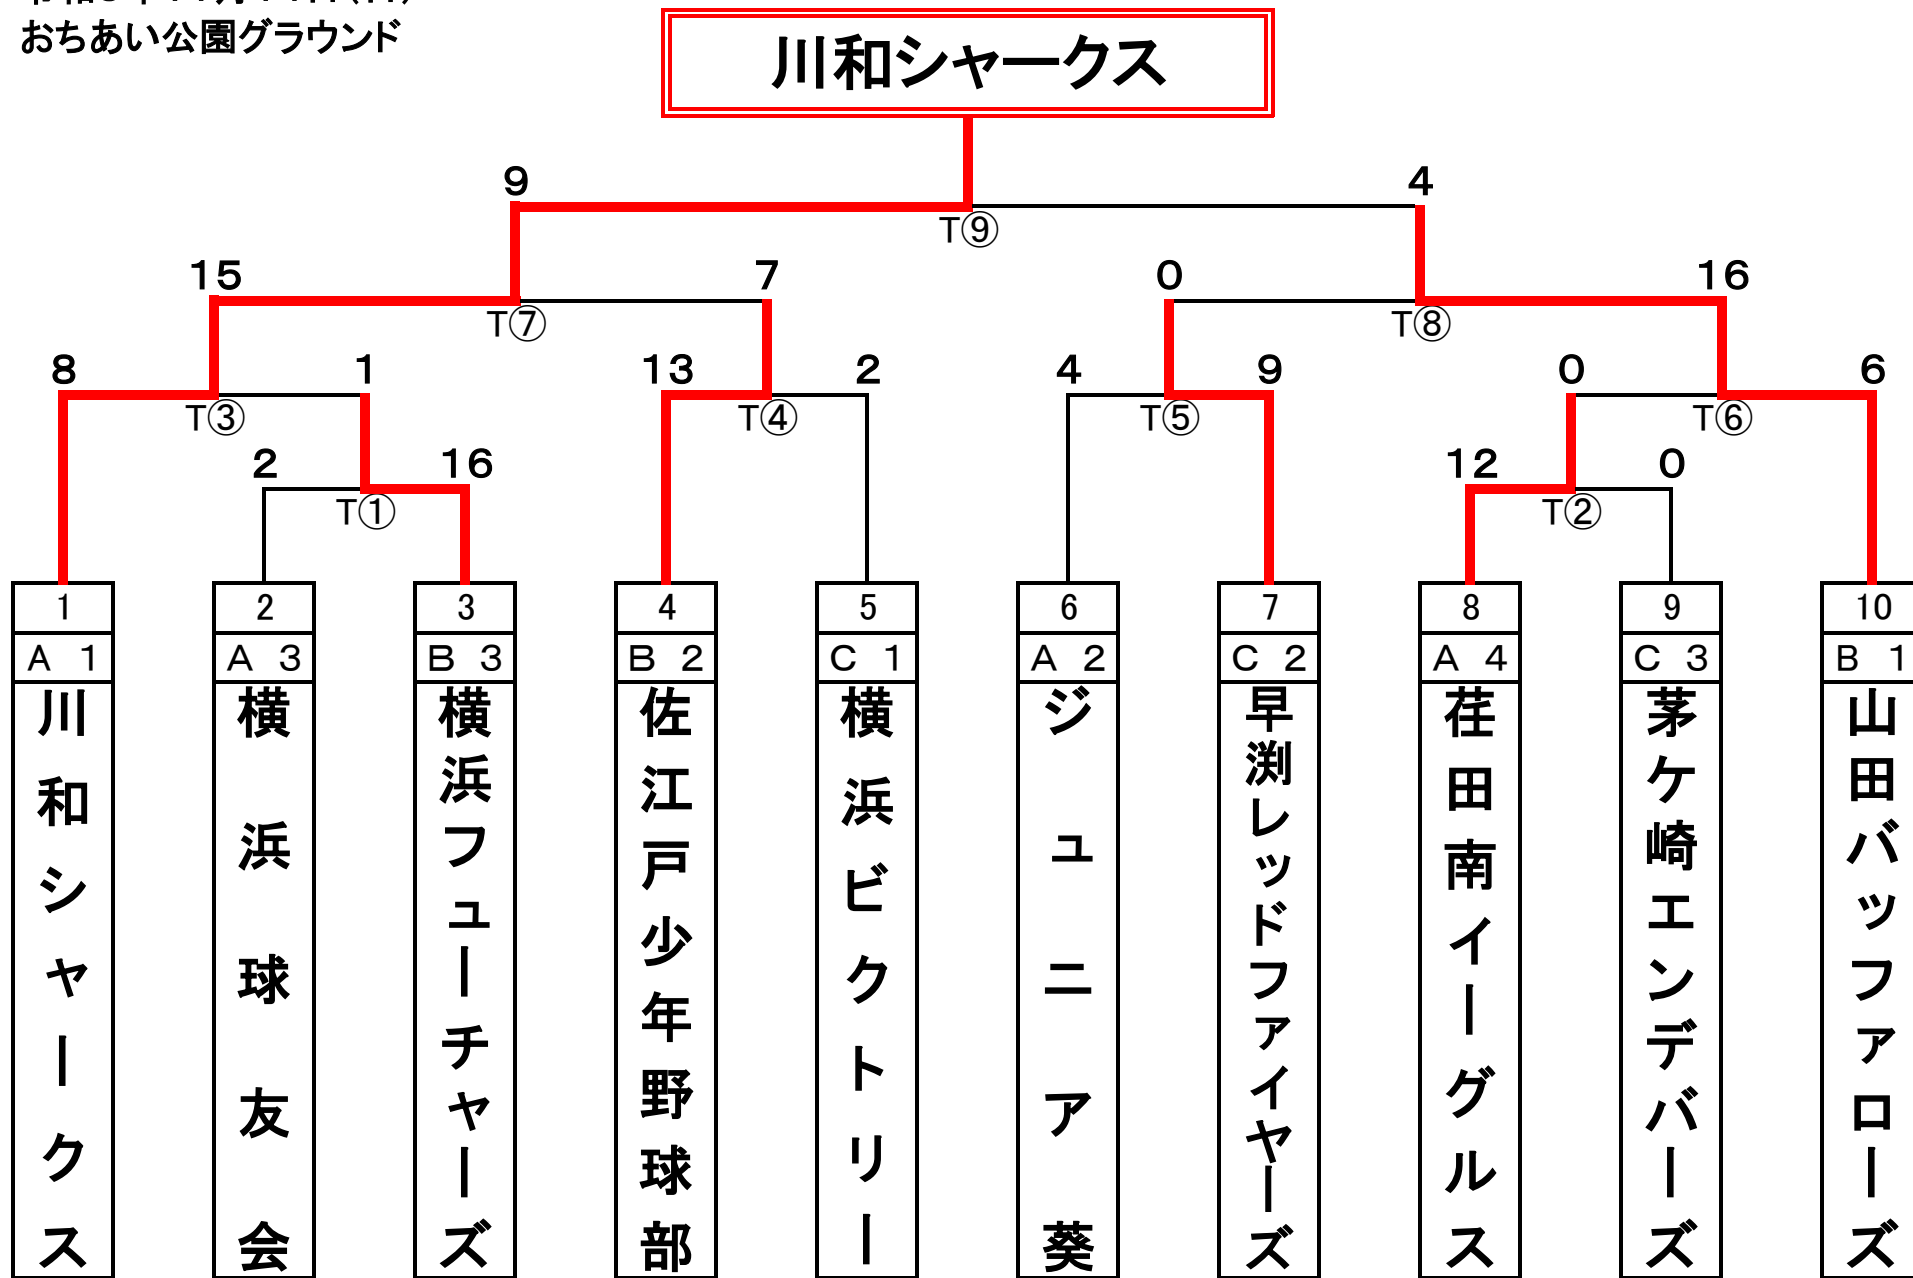 おちあい公園グラウンド
川和シャークス
9 4
T⑨
15 7 0 16
T⑦ T⑧
8 1 13 2 4 9 0 6
T③ T④ T⑤ T⑥
2 16 12 0
T① T②
1 2 3 4 5 6 7 8 9 10
A 1 A 3 B 3 B 2 C 1 A 2 C 2 A 4 C 3 B 1
川和シャークス
横浜球友会
横浜フューチャーズ
佐江戸少年野球部
横浜ビクトリー
ジュニア葵
早渕レッドファイヤーズ
荏田南イーグルス
茅ケ崎エンデバーズ
山田バッファローズ